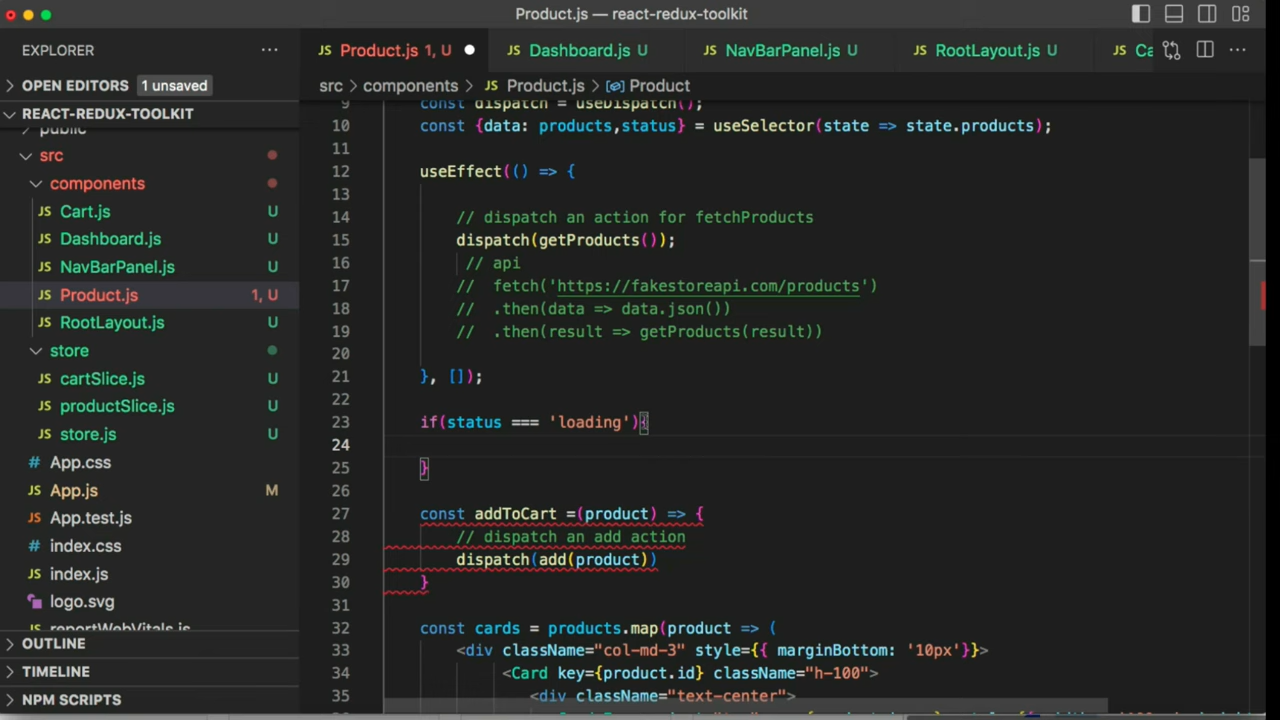 Product.js — react-redux-toolkit
EXPLORER
Product.js 1, U
Dashboard.js U
NavBarPanel.js U
RootLayout.js U
Ca
OPEN EDITORS 1 unsaved
src > components > JS Product.js > Product
REACT-REDUX-TOOLKIT
public
src
components
JS Cart.js U
JS Dashboard.js U
JS NavBarPanel.js U
JS Product.js 1, U
JS RootLayout.js U
store
JS cartSlice.js U
JS productSlice.js U
JS store.js U
# App.css
JS App.js M
JS App.test.js
# index.css
JS index.js
logo.svg
reportWebVitals.js
OUTLINE
TIMELINE
NPM SCRIPTS
9 const dispatch = useDispatch();
10 const {data: products,status} = useSelector(state => state.products);
11
12 useEffect(() => {
13
14 // dispatch an action for fetchProducts
15 dispatch(getProducts());
16 // api
17 // fetch('https://fakestoreapi.com/products')
18 // .then(data => data.json())
19 // .then(result => getProducts(result))
20
21 }, []);
22
23 if(status === 'loading'){
24
25 }
26
27 const addToCart =(product) => {
28 // dispatch an add action
29 dispatch(add(product))
30 }
31
32 const cards = products.map(product => (
33 <div className="col-md-3" style={{ marginBottom: '10px'}}>
34 <Card key={product.id} className="h-100">
35 <div className="text-center">